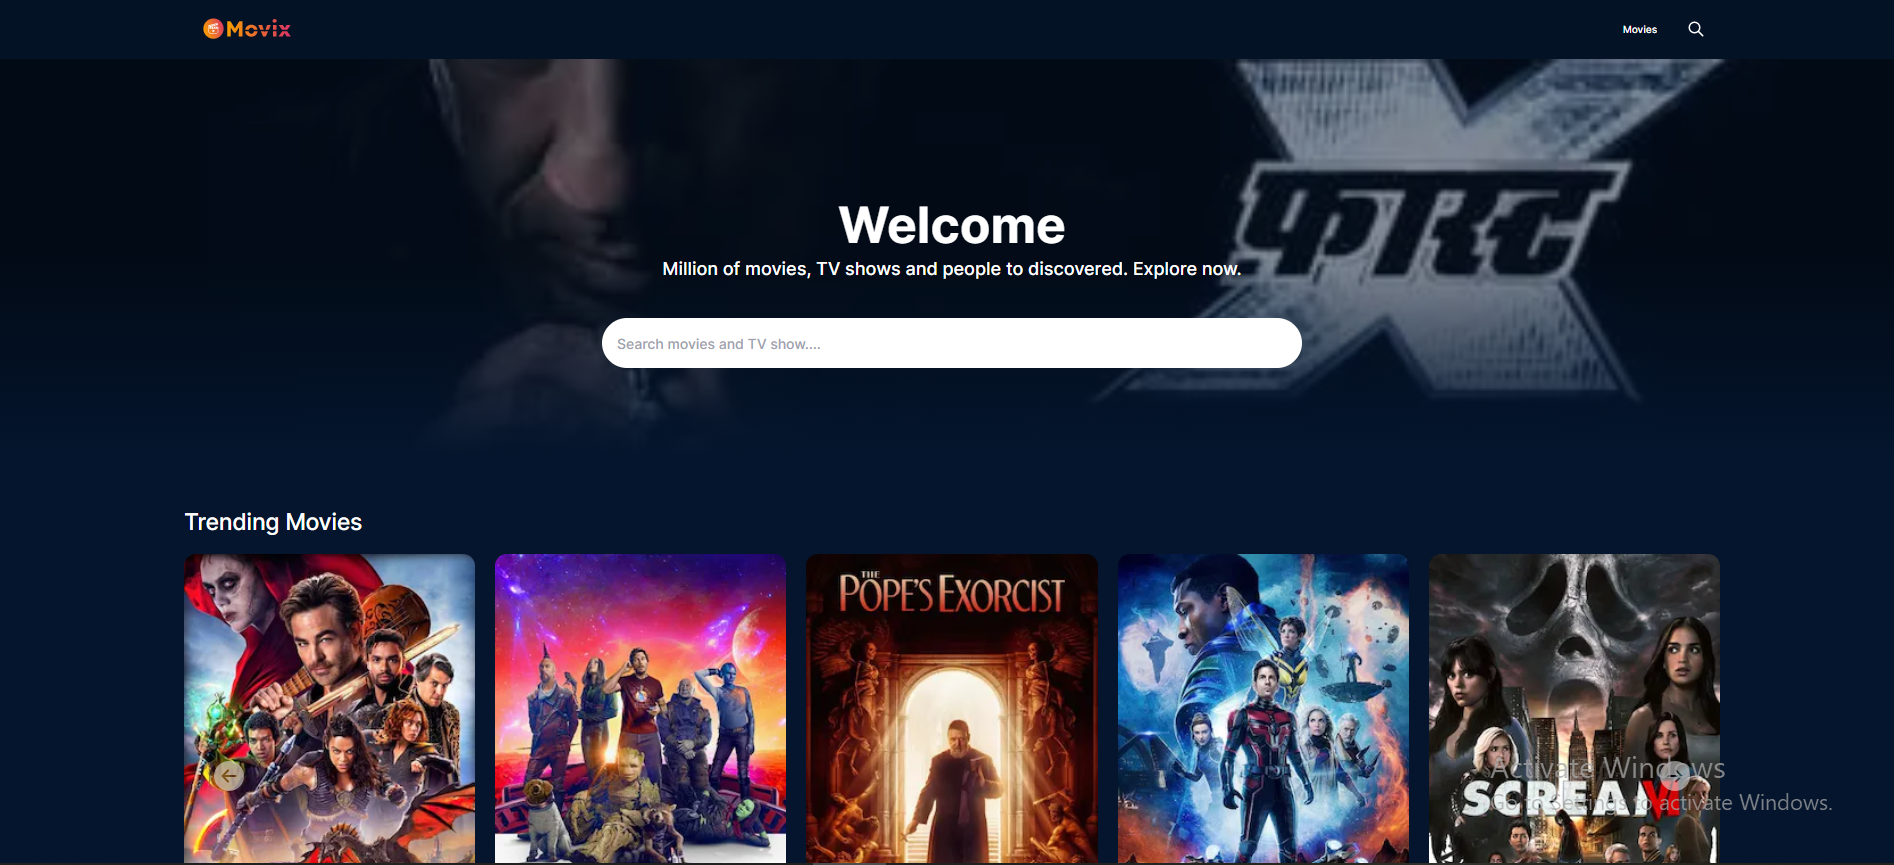 Movix
Movies
X
फास्ट
Welcome
Million of movies, TV shows and people to discovered. Explore now.
Search movies and TV show....
Trending Movies
THE
POPE'S EXORCIST
SCREAM VI
Activate Windows
Go to Settings to activate Windows.